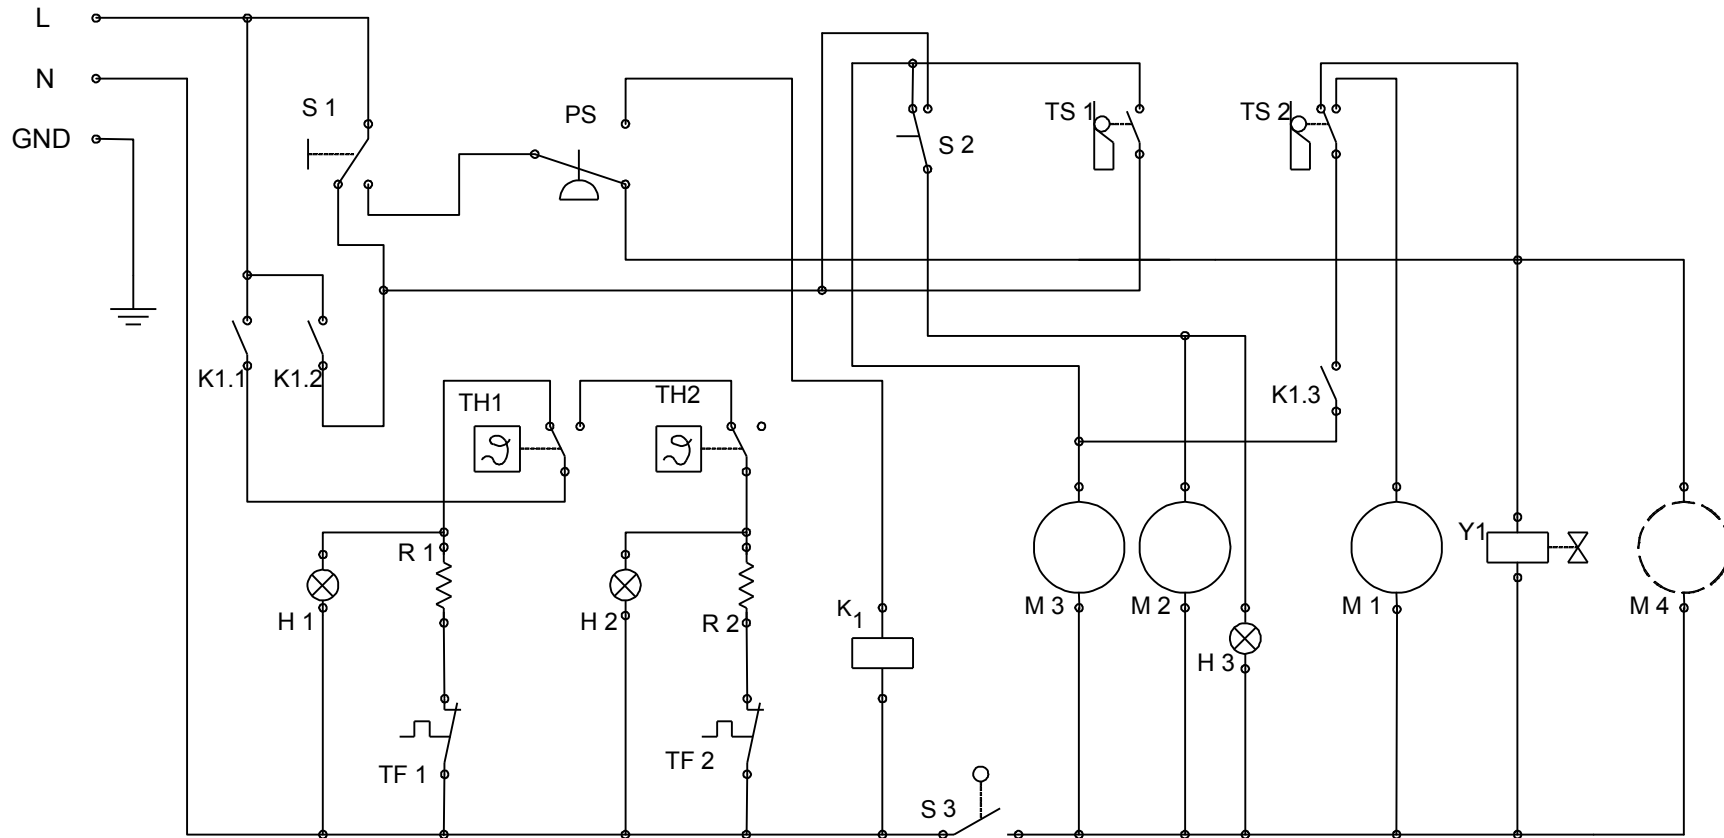 L
N
GND
S 1
PS
S 2
TS 1
TS 2
K1.1
K1.2
TH1
TH2
K1.3
R 1
H 1
H 2
R 2
K1
M 3
M 2
H 3
M 1
Y1
M 4
TF 1
TF 2
S 3